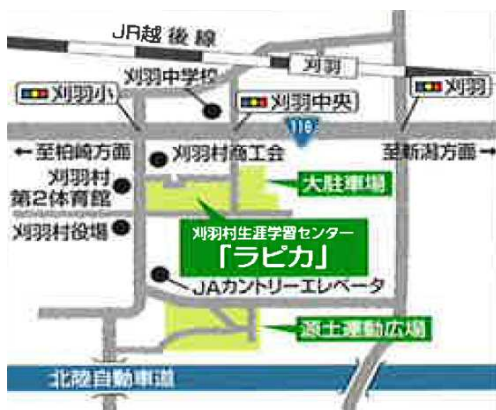 JR越後線
刈羽
刈羽中学校
刈羽小
刈羽中央
刈羽
116
←至柏崎方面
刈羽村商工会
至新潟方面→
刈羽村
第2体育館
大駐車場
刈羽村役場
刈羽村生涯学習センター
「ラピカ」
JAカントリーエレベータ
源土運動広場
北陸自動車道